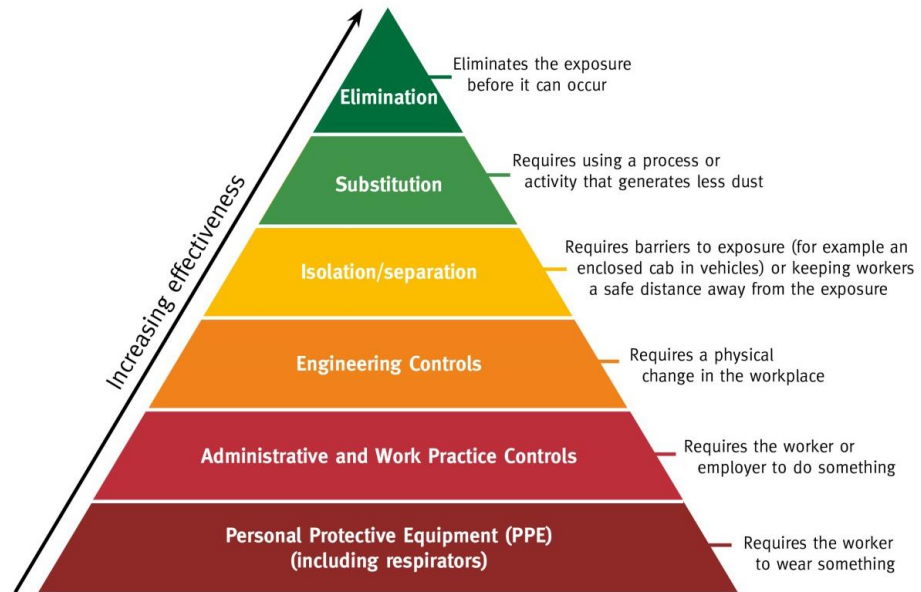 Increasing effectiveness
Elimination
Eliminates the exposure
before it can occur
Substitution
Requires using a process or
activity that generates less dust
Isolation/separation
Requires barriers to exposure (for example an
enclosed cab in vehicles) or keeping workers
a safe distance away from the exposure
Engineering Controls
Requires a physical
change in the workplace
Administrative and Work Practice Controls
Requires the worker or
employer to do something
Personal Protective Equipment (PPE)
(including respirators)
Requires the worker
to wear something